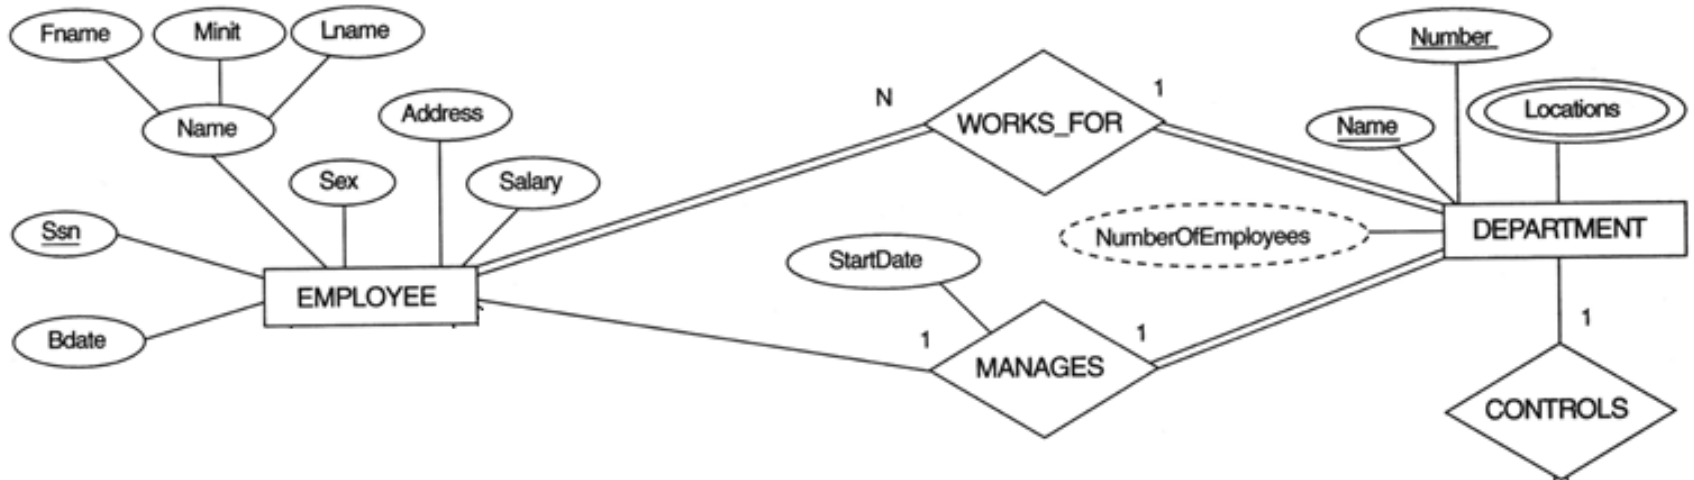 Fname
Minit
Lname
Number
Name
Address
N
1
WORKS_FOR
Name
Locations
Sex
Salary
Ssn
NumberOfEmployees
DEPARTMENT
StartDate
EMPLOYEE
Bdate
1
1
MANAGES
1
CONTROLS